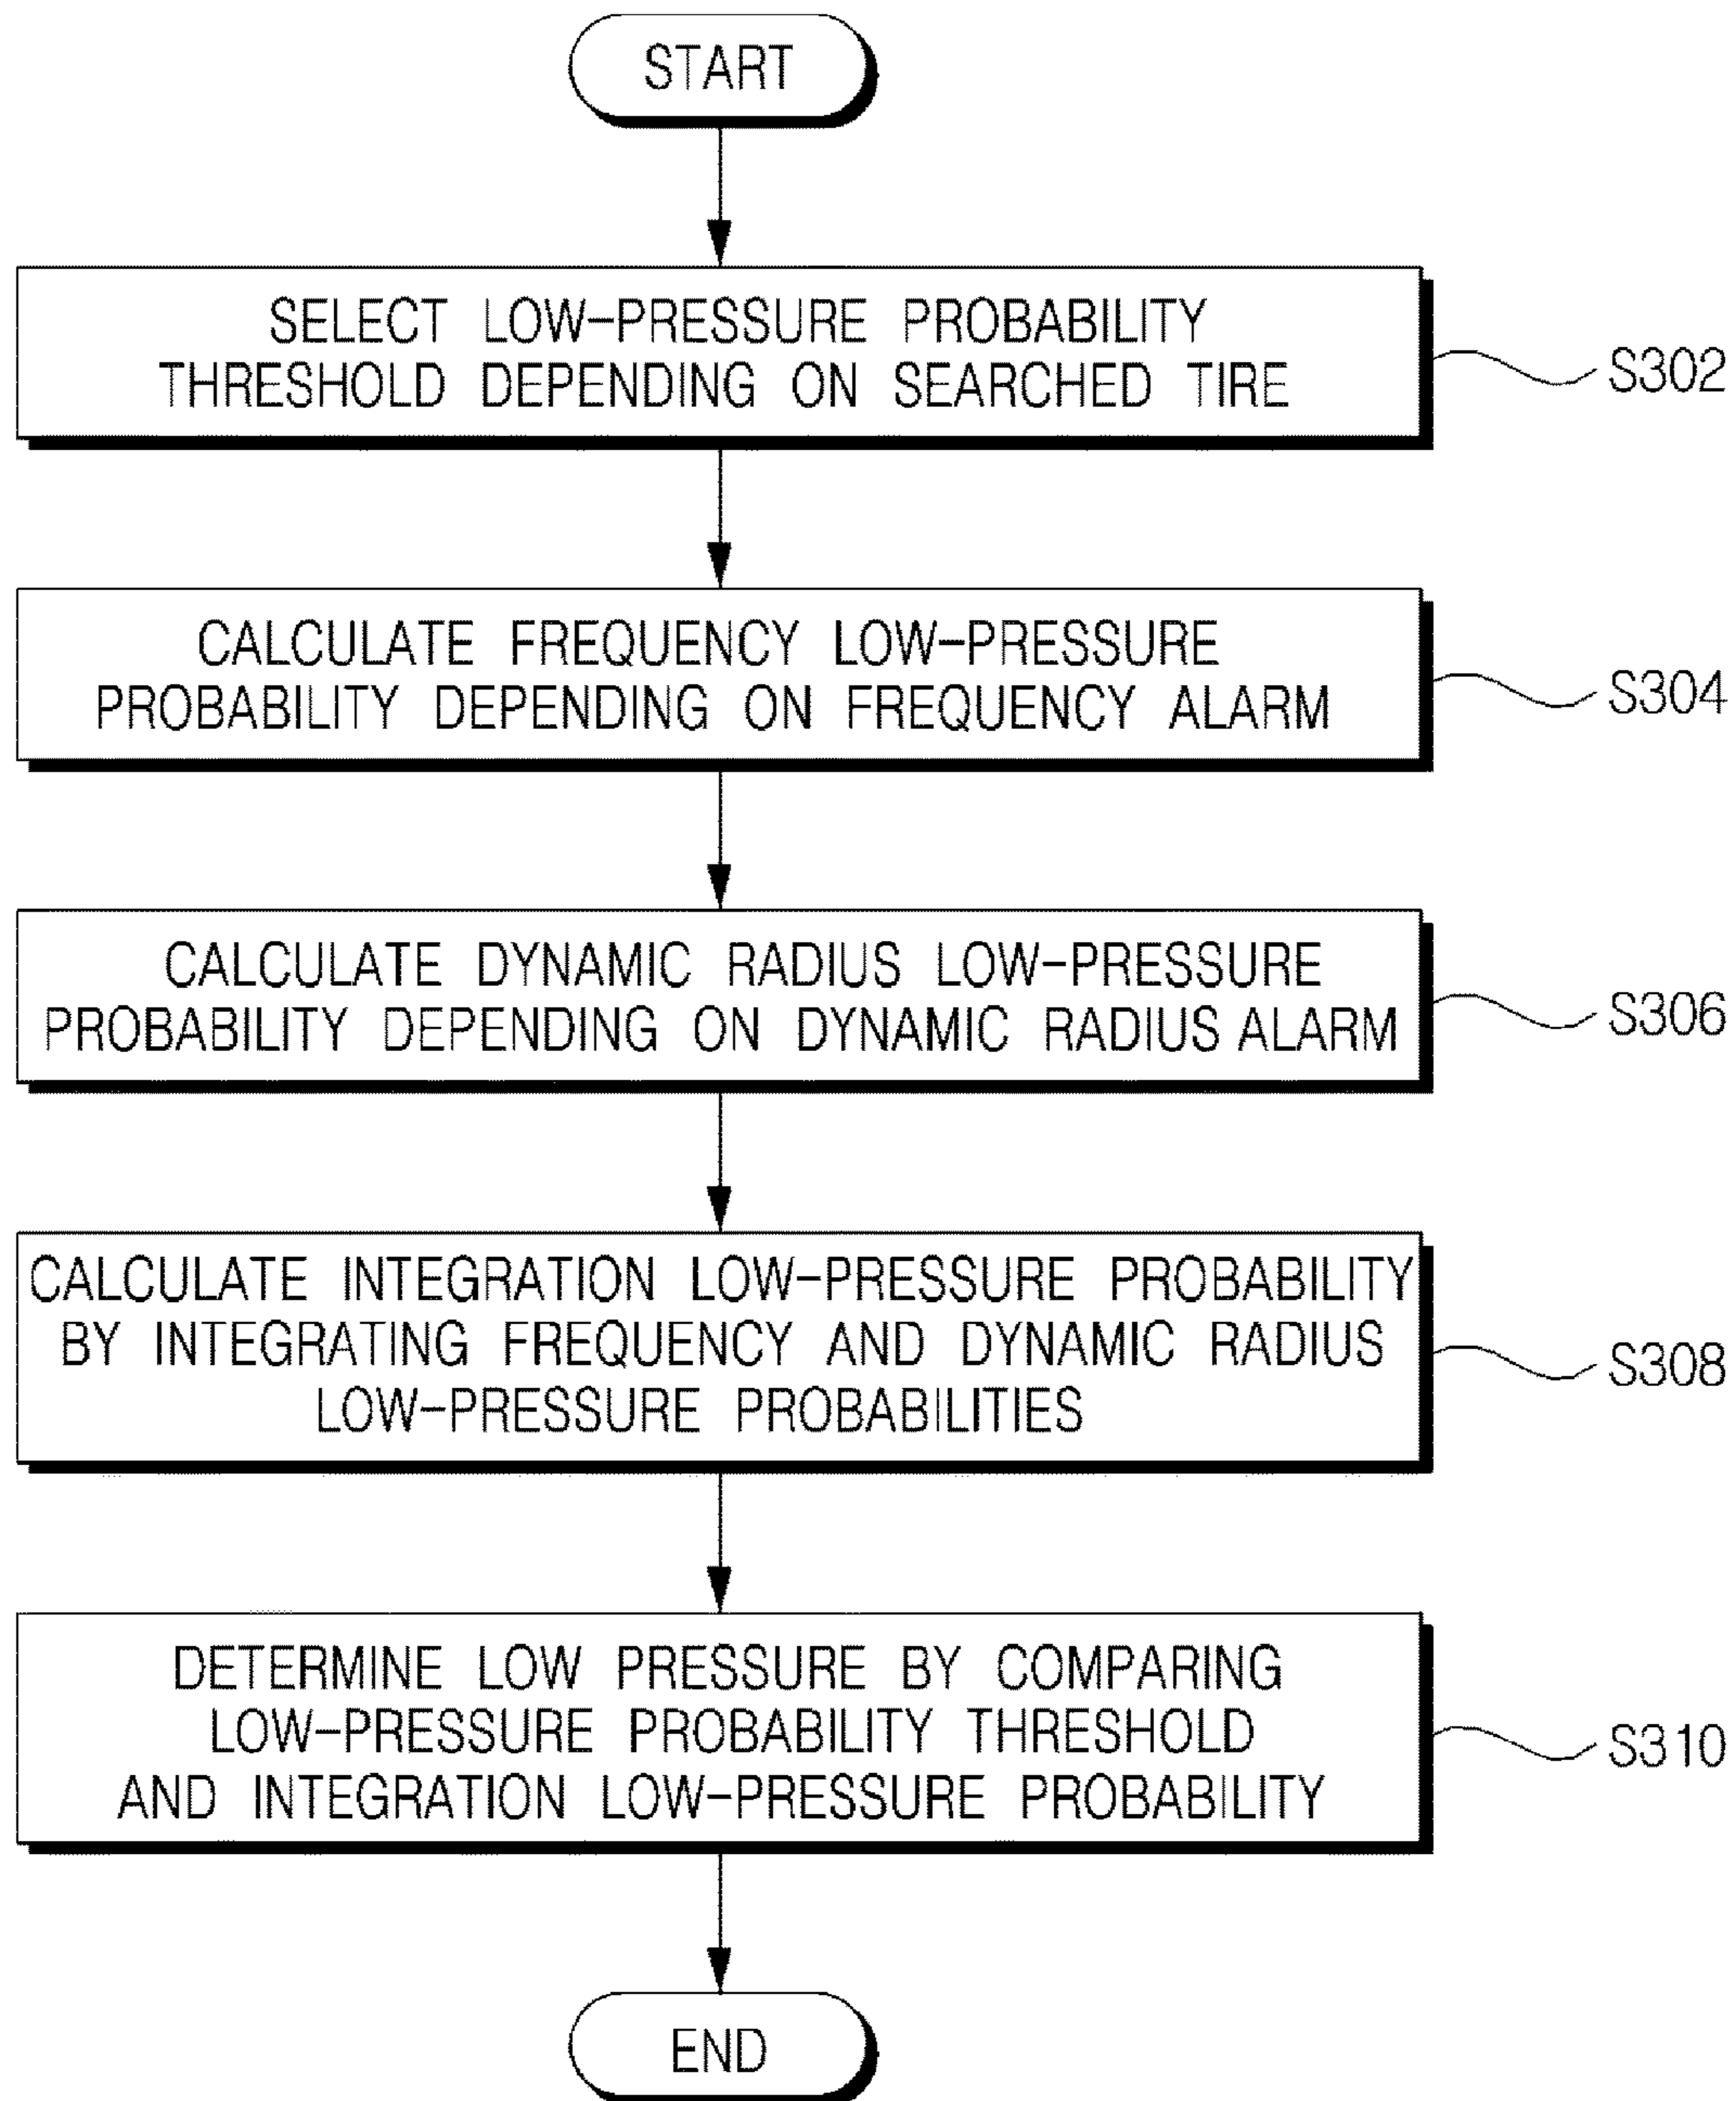 START
SELECT LOW-PRESSURE PROBABILITY
THRESHOLD DEPENDING ON SEARCHED TIRE
S302
CALCULATE FREQUENCY LOW-PRESSURE
PROBABILITY DEPENDING ON FREQUENCY ALARM
S304
CALCULATE DYNAMIC RADIUS LOW-PRESSURE
PROBABILITY DEPENDING ON DYNAMIC RADIUS ALARM
S306
CALCULATE INTEGRATION LOW-PRESSURE PROBABILITY
BY INTEGRATING FREQUENCY AND DYNAMIC RADIUS
LOW-PRESSURE PROBABILITIES
S308
DETERMINE LOW PRESSURE BY COMPARING
LOW-PRESSURE PROBABILITY THRESHOLD
AND INTEGRATION LOW-PRESSURE PROBABILITY
S310
END